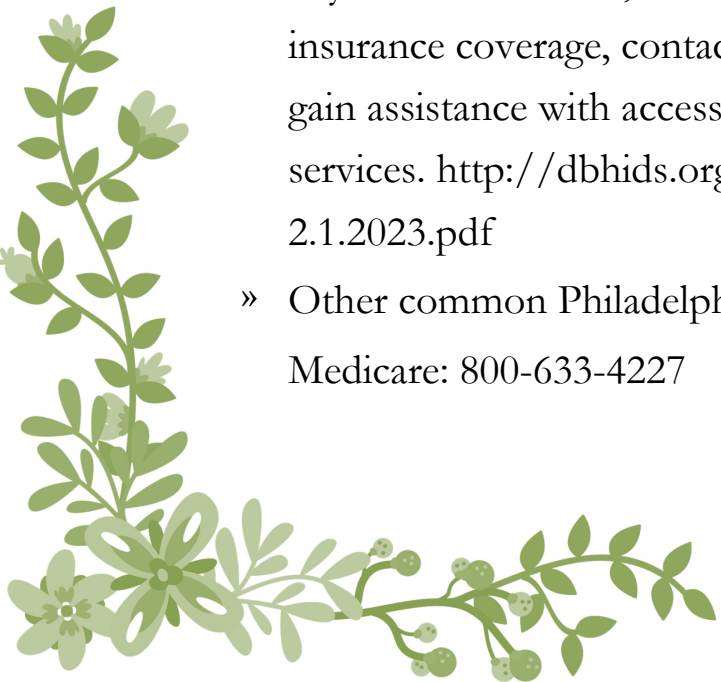 insurance coverage, contac
gain assistance with access
services. http://dbhids.org
2.1.2023.pdf
» Other common Philadelph
Medicare: 800-633-4227